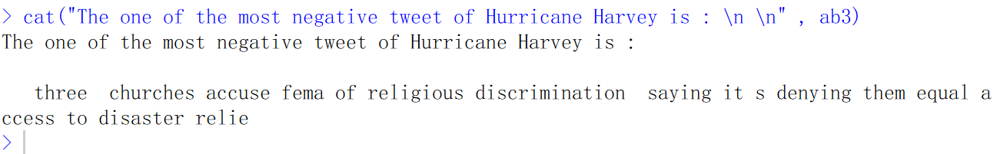 > cat("The one of the most negative tweet of Hurricane Harvey is : \n \n" , ab3)
The one of the most negative tweet of Hurricane Harvey is :
three  churches accuse fema of religious discrimination  saying it s denying them equal a
ccess to disaster relie
>